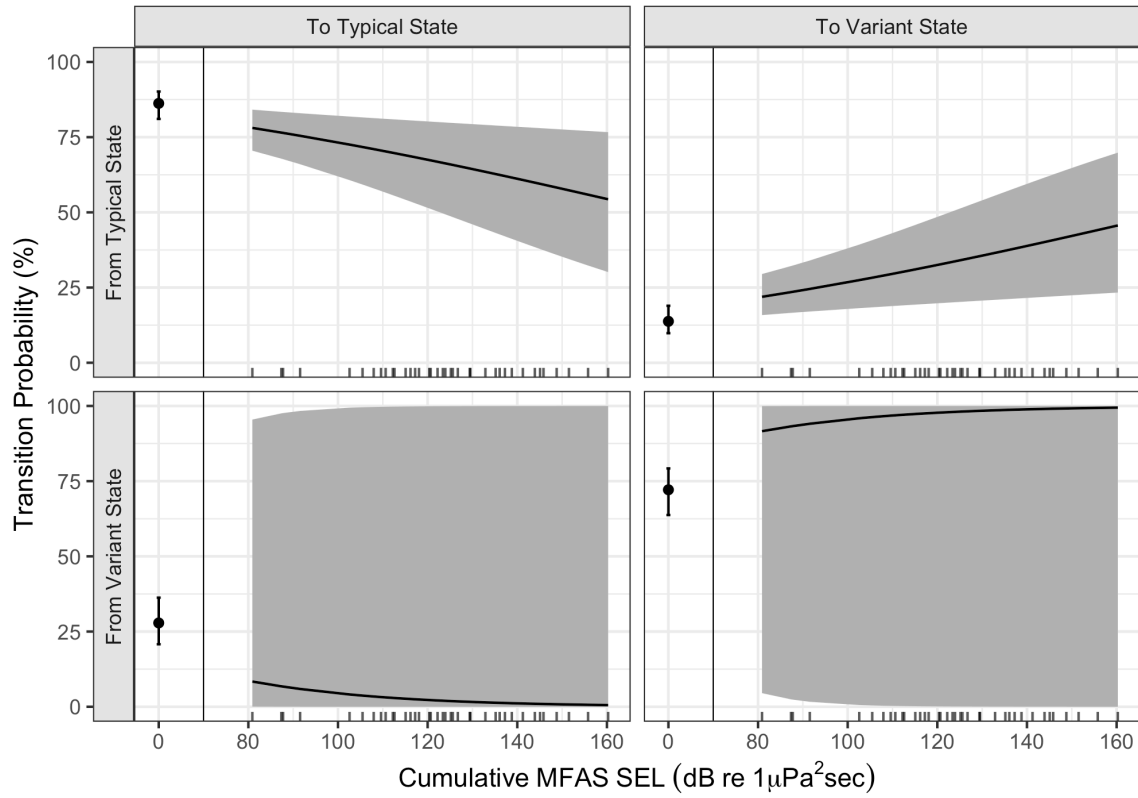 To Typical State
To Variant State
Transition Probability (%)
From Typical State
100
75
50
25
0
From Variant State
100
75
50
25
0
0 80 100 120 140 160
0 80 100 120 140 160
Cumulative MFAS SEL (dB re 1μPa²sec)